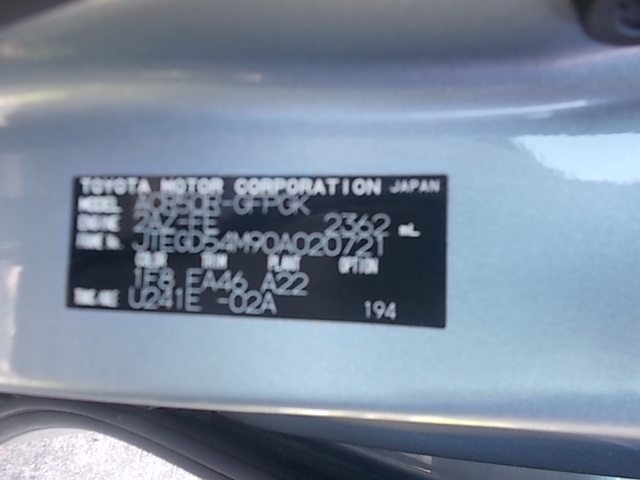 TOYOTA MOTOR CORPORATION JAPAN
MODEL ACR50R-GFPGK
ENGINE 2AZ-FE 2362 mL
FRAME No. JTEGD54M90A020721
COLOR TRIM PLANT OPTION
1F8 EA46 A22
TRANS/AXLE U241E -02A
194